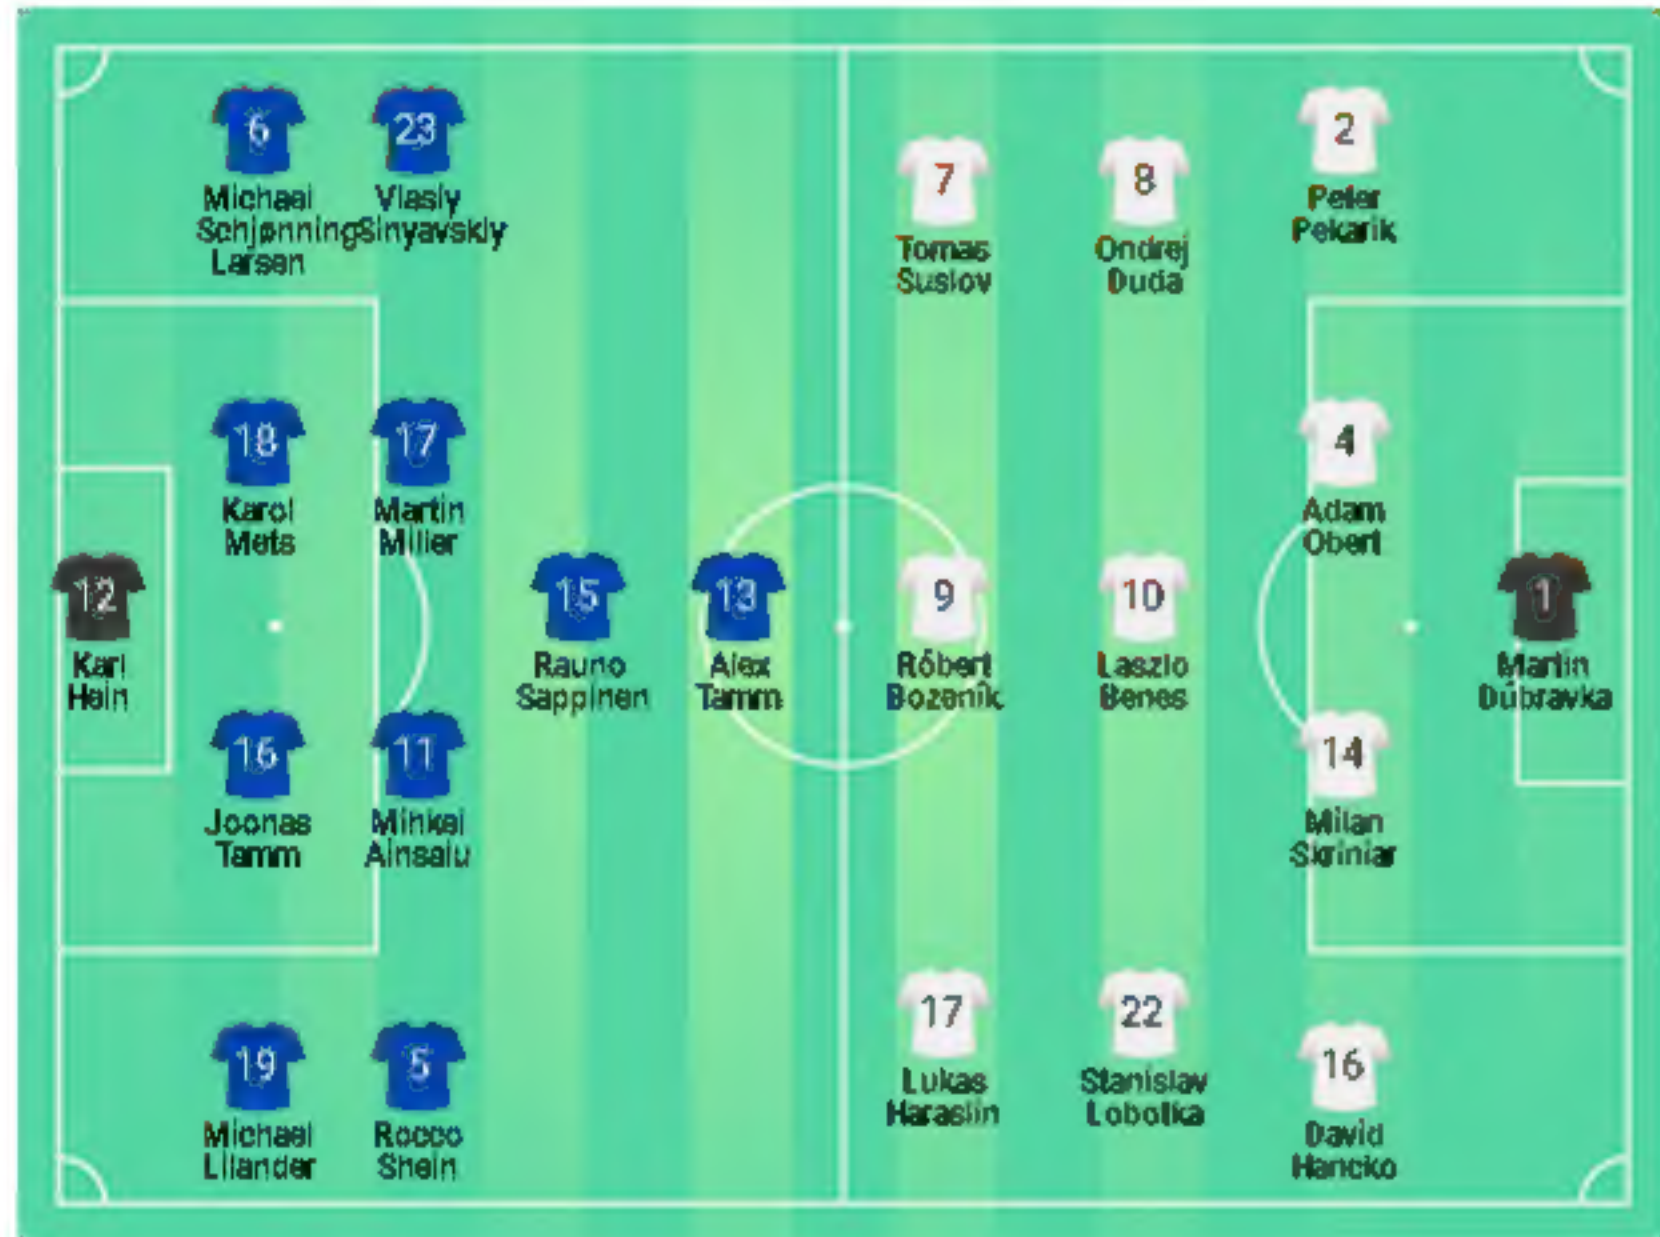 6
Michael
Schjønning
Larsen
23
Vlasiy
Sinyavskiy
18
Karol
Mets
17
Martin
Miller
12
Karl
Hein
16
Joonas
Tamm
11
Minkel
Ainsalu
19
Michael
Lilander
5
Rocco
Shein
15
Rauno
Sappinen
13
Alex
Tamm
7
Tomas
Suslov
8
Ondrej
Duda
2
Peter
Pekarik
9
Róbert
Bozeník
10
Laszlo
Benes
4
Adam
Obert
1
Martin
Dúbravka
14
Milan
Skriniar
17
Lukas
Haraslin
22
Stanislav
Lobotka
16
David
Hancko